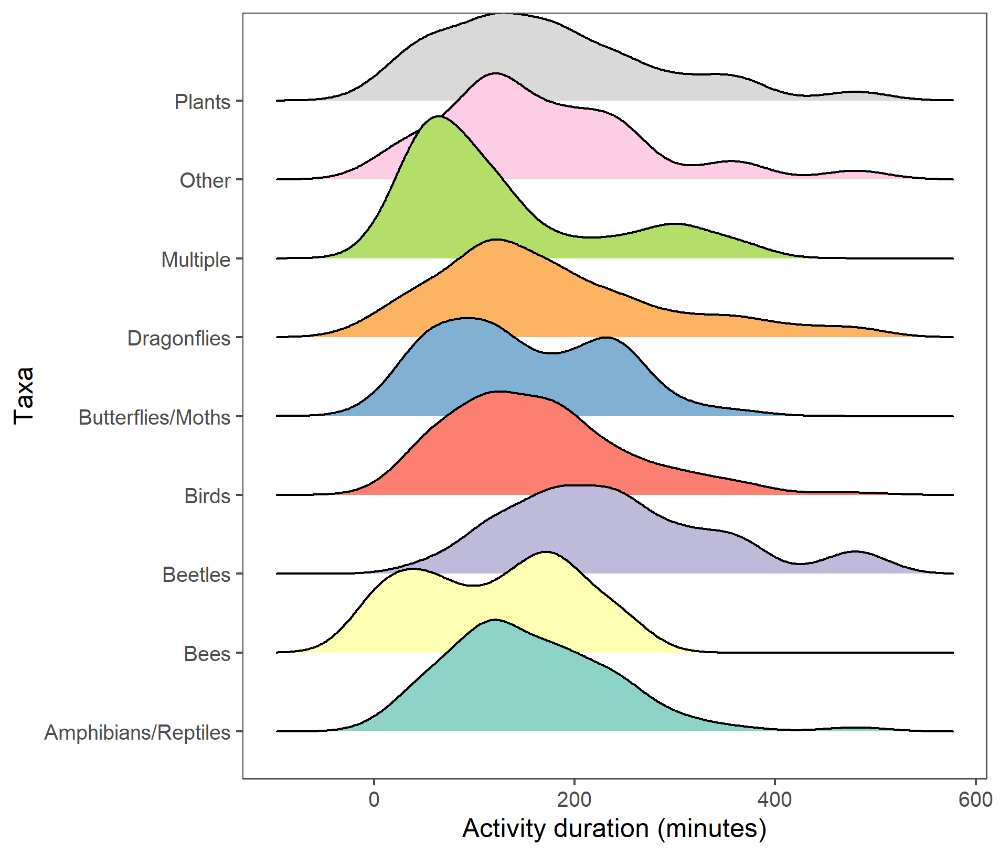 Taxa
Plants
Other
Multiple
Dragonflies
Butterflies/Moths
Birds
Beetles
Bees
Amphibians/Reptiles
0 200 400 600
Activity duration (minutes)